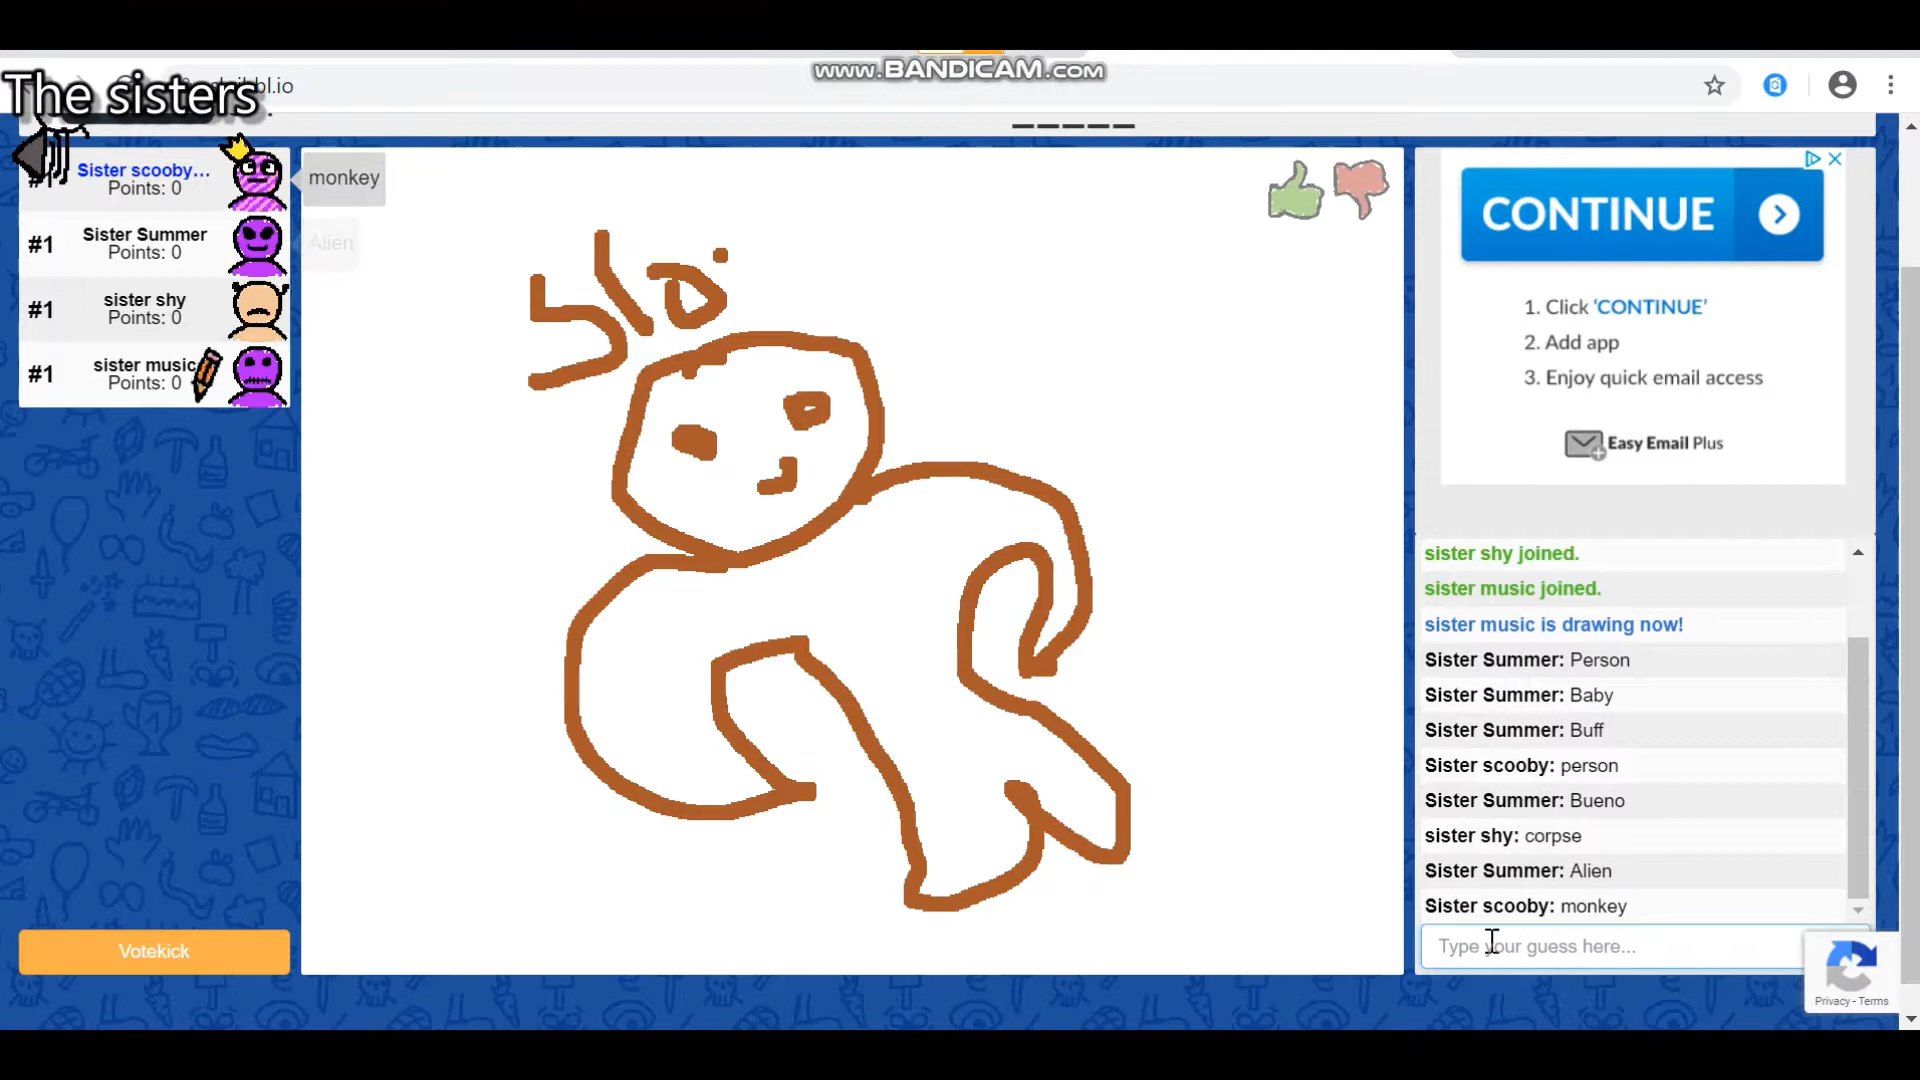 www.BANDICAM.com
The sisters
bl.io
Sister scooby...
Points: 0
monkey
#1
Sister Summer
Points: 0
Alien
#1
sister shy
Points: 0
#1
sister music
Points: 0
CONTINUE
1. Click 'CONTINUE'
2. Add app
3. Enjoy quick email access
Easy Email Plus
sister shy joined.
sister music joined.
sister music is drawing now!
Sister Summer: Person
Sister Summer: Baby
Sister Summer: Buff
Sister scooby: person
Sister Summer: Bueno
sister shy: corpse
Sister Summer: Alien
Sister scooby: monkey
Type your guess here...
Votekick
Privacy - Terms